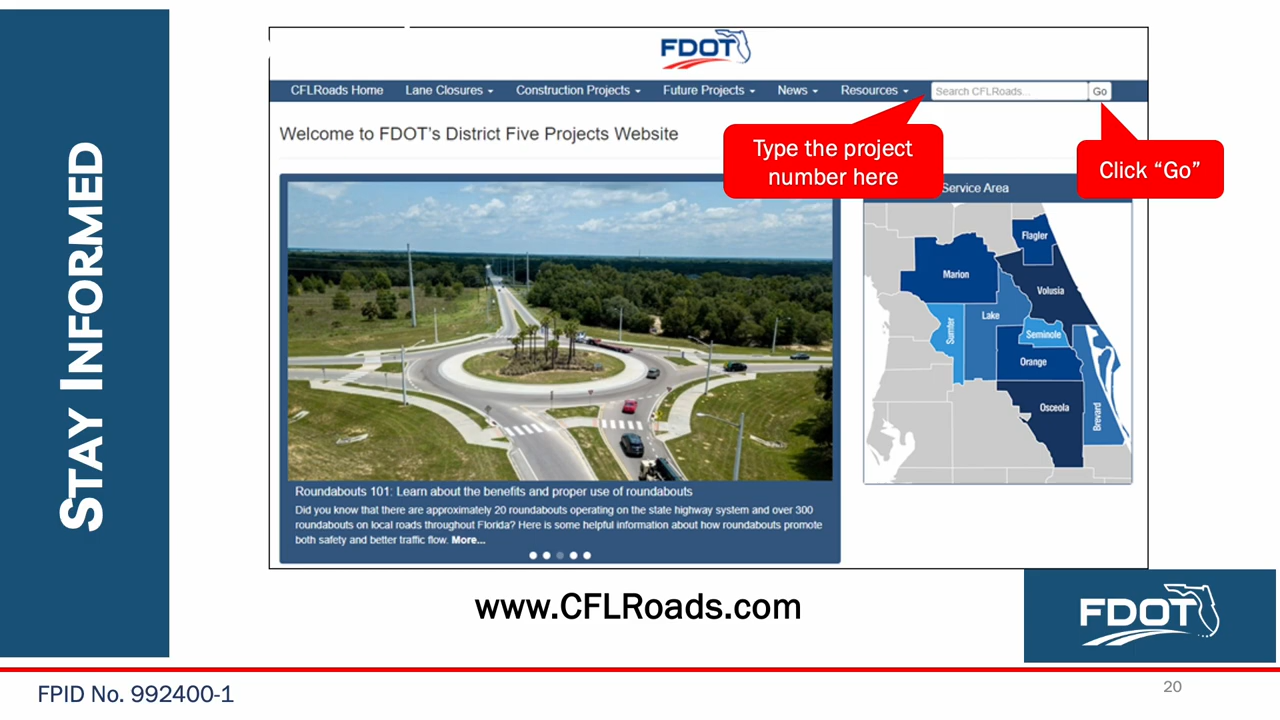 STAY INFORMED
FDOT
CFLRoads Home Lane Closures Construction Projects Future Projects News Resources Search CFLRoads... Go
Welcome to FDOT's District Five Projects Website
Type the project
number here
Click “Go”
Service Area
Flagler
Marion
Volusia
Lake
Sumter
Seminole
Orange
Osceola
Brevard
Roundabouts 101: Learn about the benefits and proper use of roundabouts
Did you know that there are approximately 20 roundabouts operating on the state highway system and over 300
roundabouts on local roads throughout Florida? Here is some helpful information about how roundabouts promote
both safety and better traffic flow. More...
www.CFLRoads.com
FDOT
FPID No. 992400-1
20